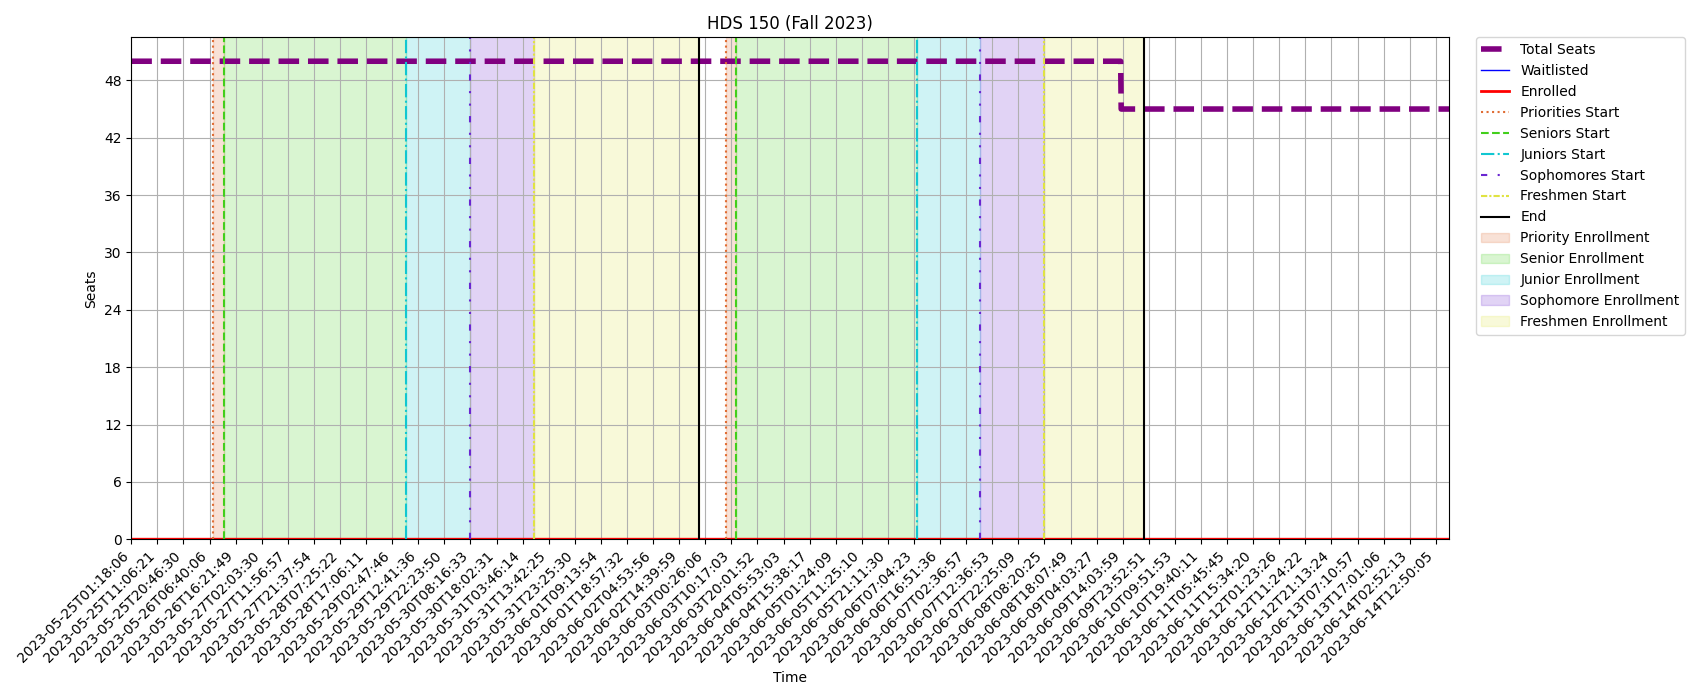 HDS 150 (Fall 2023)
Seats
48
42
36
30
24
18
12
6
0
2023-05-25T01:18:06
2023-05-25T11:06:21
2023-05-25T20:46:30
2023-05-26T06:40:06
2023-05-26T16:21:49
2023-05-27T02:03:30
2023-05-27T11:56:57
2023-05-27T21:37:54
2023-05-28T07:25:22
2023-05-28T17:06:11
2023-05-29T02:47:46
2023-05-29T12:41:36
2023-05-29T22:23:50
2023-05-30T08:16:33
2023-05-30T18:02:31
2023-05-31T03:46:14
2023-05-31T13:42:25
2023-05-31T23:25:30
2023-06-01T09:13:54
2023-06-01T18:57:32
2023-06-02T04:53:56
2023-06-02T14:39:59
2023-06-03T00:26:06
2023-06-03T10:17:03
2023-06-03T20:01:52
2023-06-04T05:53:03
2023-06-04T15:38:17
2023-06-05T01:24:09
2023-06-05T11:25:10
2023-06-05T21:11:30
2023-06-06T07:04:23
2023-06-06T16:51:36
2023-06-07T02:36:57
2023-06-07T12:36:53
2023-06-07T22:25:09
2023-06-08T08:20:23
2023-06-08T18:07:49
2023-06-09T04:03:27
2023-06-09T14:03:59
2023-06-09T23:52:51
2023-06-10T09:51:53
2023-06-10T19:40:11
2023-06-11T05:45:45
2023-06-11T15:34:20
2023-06-12T01:23:26
2023-06-12T11:24:22
2023-06-12T21:13:24
2023-06-13T07:10:57
2023-06-13T17:01:06
2023-06-14T02:52:13
2023-06-14T12:50:05
Time
Total Seats
Waitlisted
Enrolled
Priorities Start
Seniors Start
Juniors Start
Sophomores Start
Freshmen Start
End
Priority Enrollment
Senior Enrollment
Junior Enrollment
Sophomore Enrollment
Freshmen Enrollment